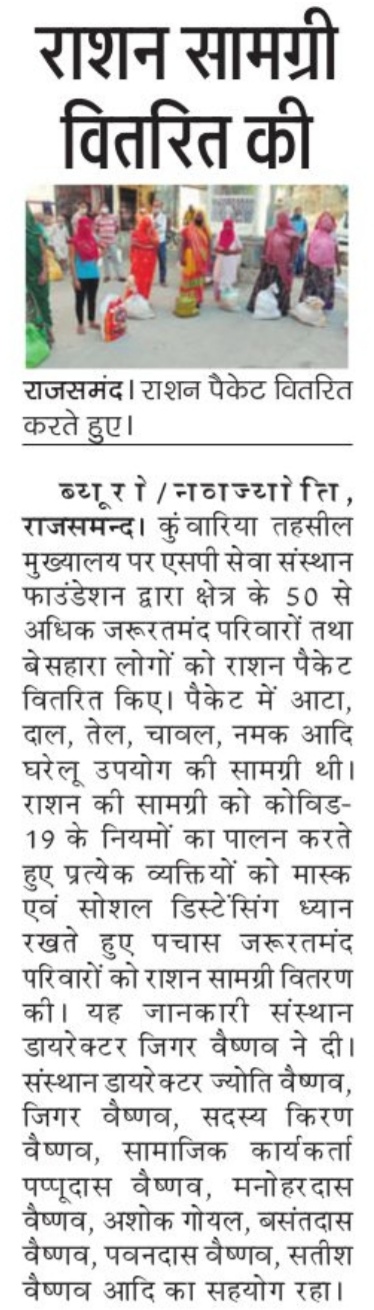 राशन सामग्री
वितरित की
राजसमंद। राशन पैकेट वितरित
करते हुए।
ब्यूरो/नवज्योति,
राजसमन्द। कुंवारिया तहसील
मुख्यालय पर एसपी सेवा संस्थान
फाउंडेशन द्वारा क्षेत्र के 50 से
अधिक जरूरतमंद परिवारों तथा
बेसहारा लोगों को राशन पैकेट
वितरित किए। पैकेट में आटा,
दाल, तेल, चावल, नमक आदि
घरेलू उपयोग की सामग्री थी।
राशन की सामग्री को कोविड-
19 के नियमों का पालन करते
हुए प्रत्येक व्यक्तियों को मास्क
एवं सोशल डिस्टेंसिंग ध्यान
रखते हुए पचास जरूरतमंद
परिवारों को राशन सामग्री वितरण
की। यह जानकारी संस्थान
डायरेक्टर जिगर वैष्णव ने दी।
संस्थान डायरेक्टर ज्योति वैष्णव,
जिगर वैष्णव, सदस्य किरण
वैष्णव, सामाजिक कार्यकर्ता
पप्पूदास वैष्णव, मनोहरदास
वैष्णव, अशोक गोयल, बसंतदास
वैष्णव, पवनदास वैष्णव, सतीश
वैष्णव आदि का सहयोग रहा।